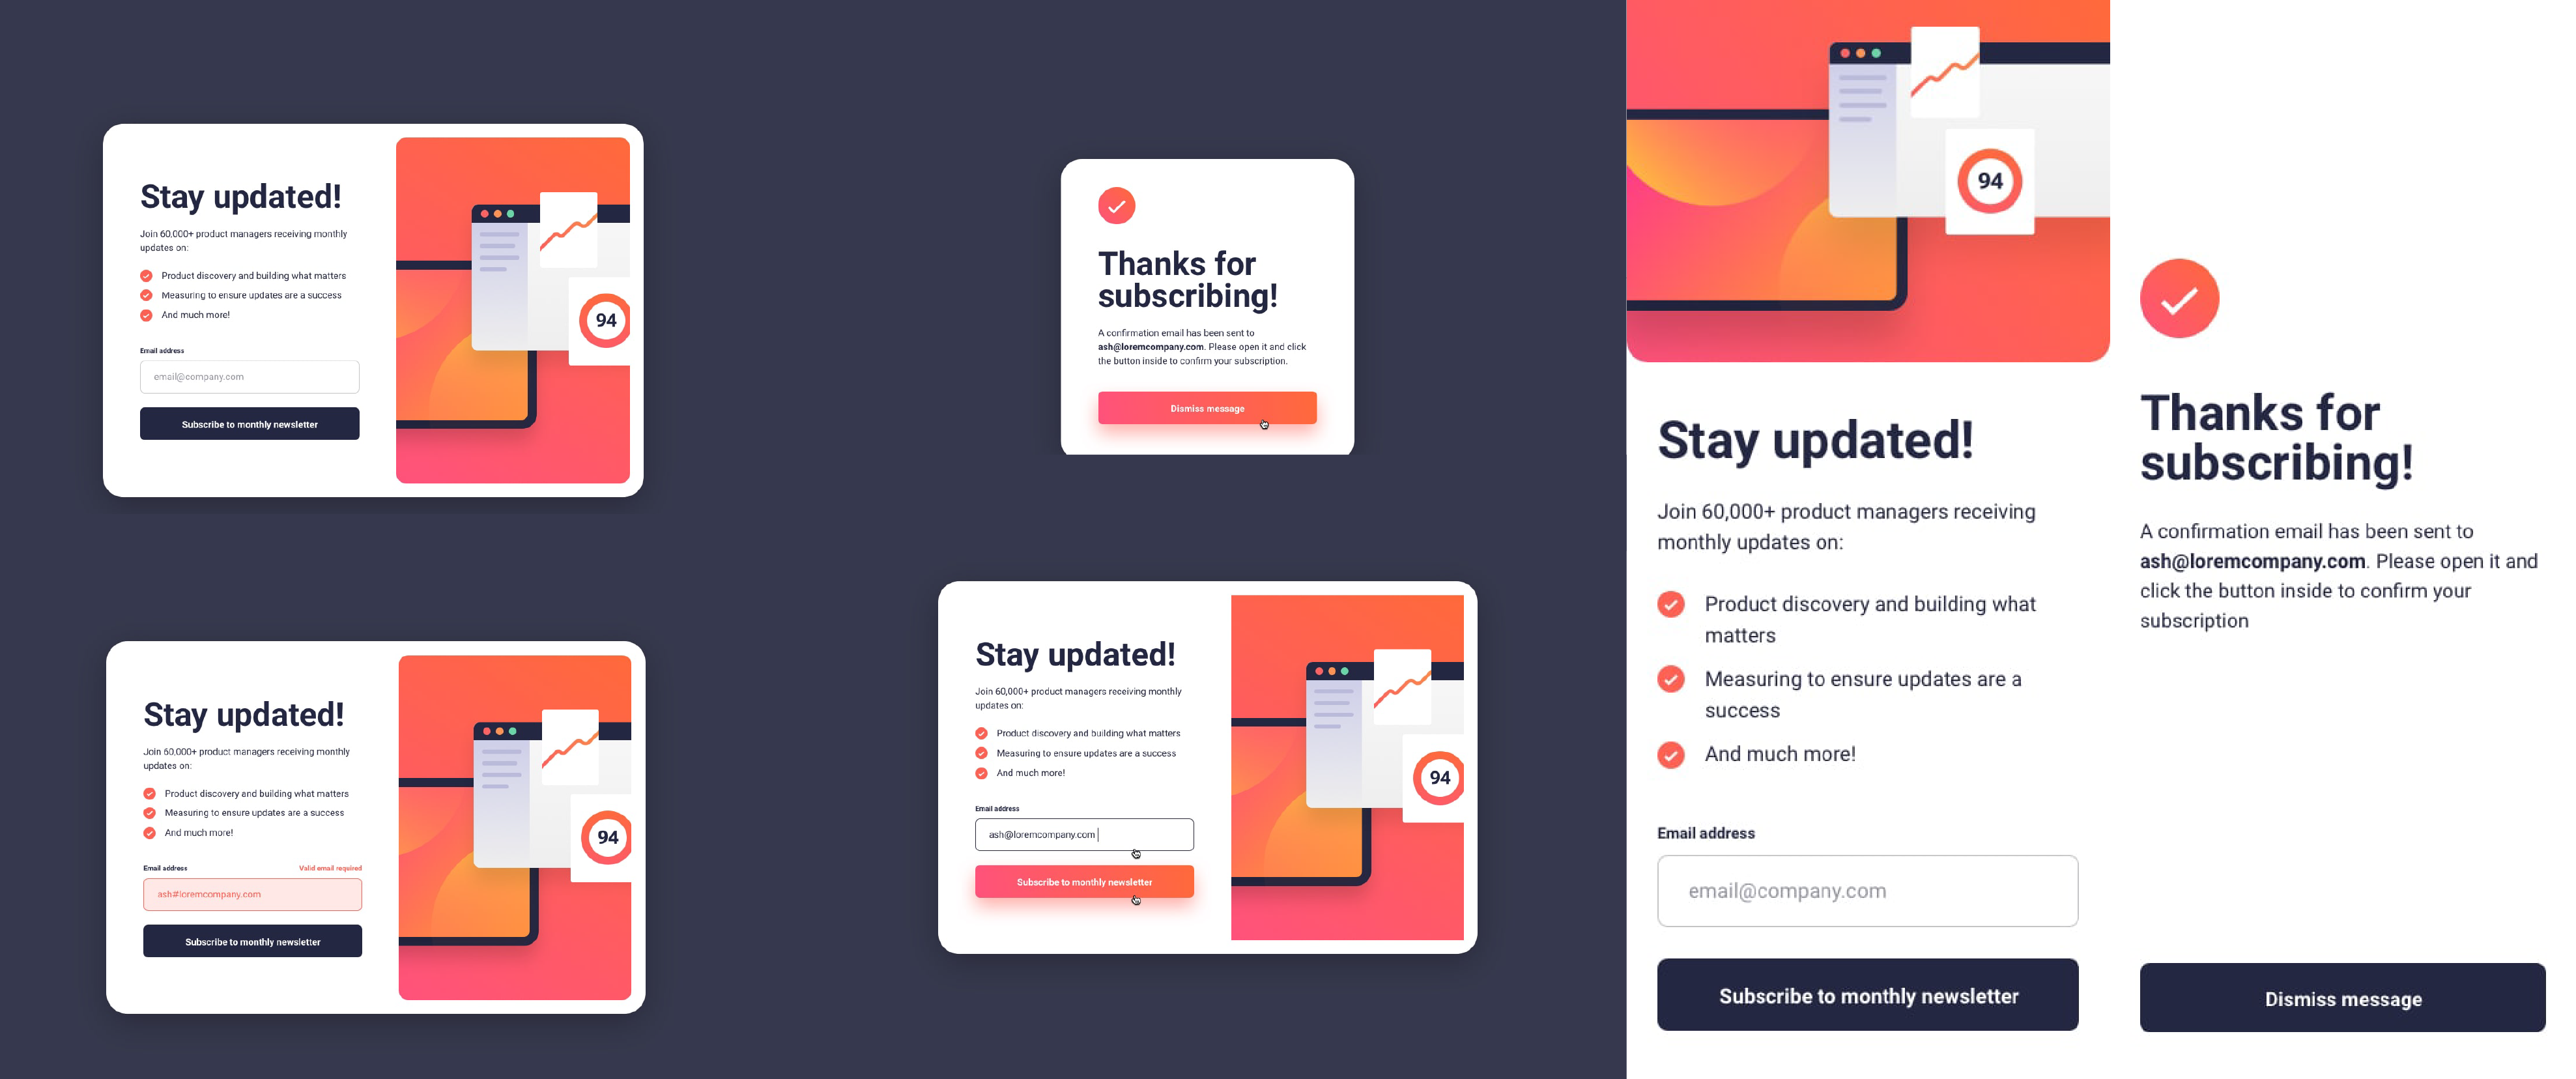 Stay updated!
Join 60,000+ product managers receiving monthly
updates on:
Product discovery and building what matters
Measuring to ensure updates are a success
And much more!
Email address
email@company.com
Subscribe to monthly newsletter
94
Thanks for
subscribing!
A confirmation email has been sent to
ash@loremcompany.com. Please open it and click
the button inside to confirm your subscription.
Dismiss message
Stay updated!
Join 60,000+ product managers receiving monthly
updates on:
Product discovery and building what matters
Measuring to ensure updates are a success
And much more!
Email address Valid email required
ash#loremcompany.com
Subscribe to monthly newsletter
94
Stay updated!
Join 60,000+ product managers receiving monthly
updates on:
Product discovery and building what matters
Measuring to ensure updates are a success
And much more!
Email address
ash@loremcompany.com
Subscribe to monthly newsletter
94
94
Stay updated!
Join 60,000+ product managers receiving
monthly updates on:
Product discovery and building what
matters
Measuring to ensure updates are a
success
And much more!
Email address
email@company.com
Subscribe to monthly newsletter
Thanks for
subscribing!
A confirmation email has been sent to
ash@loremcompany.com. Please open it and
click the button inside to confirm your
subscription
Dismiss message